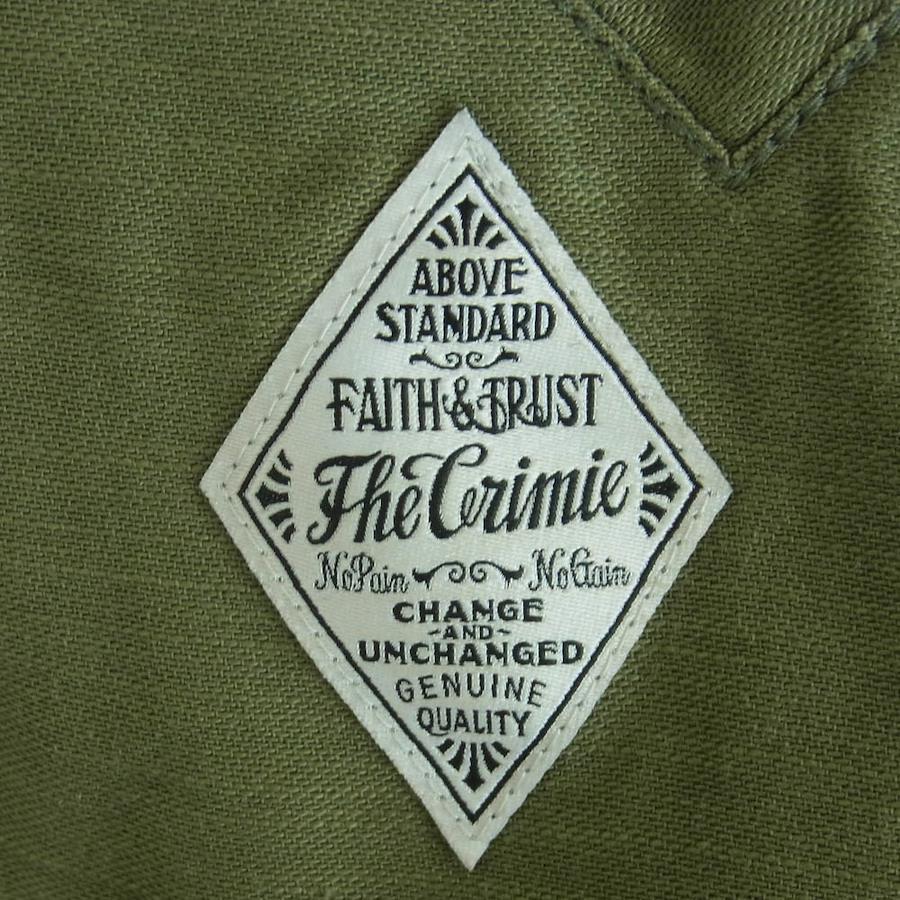 ABOVE
STANDARD
FAITH & TRUST
The Crimie
No Pain No Gain
CHANGE
-AND-
UNCHANGED
GENUINE
QUALITY